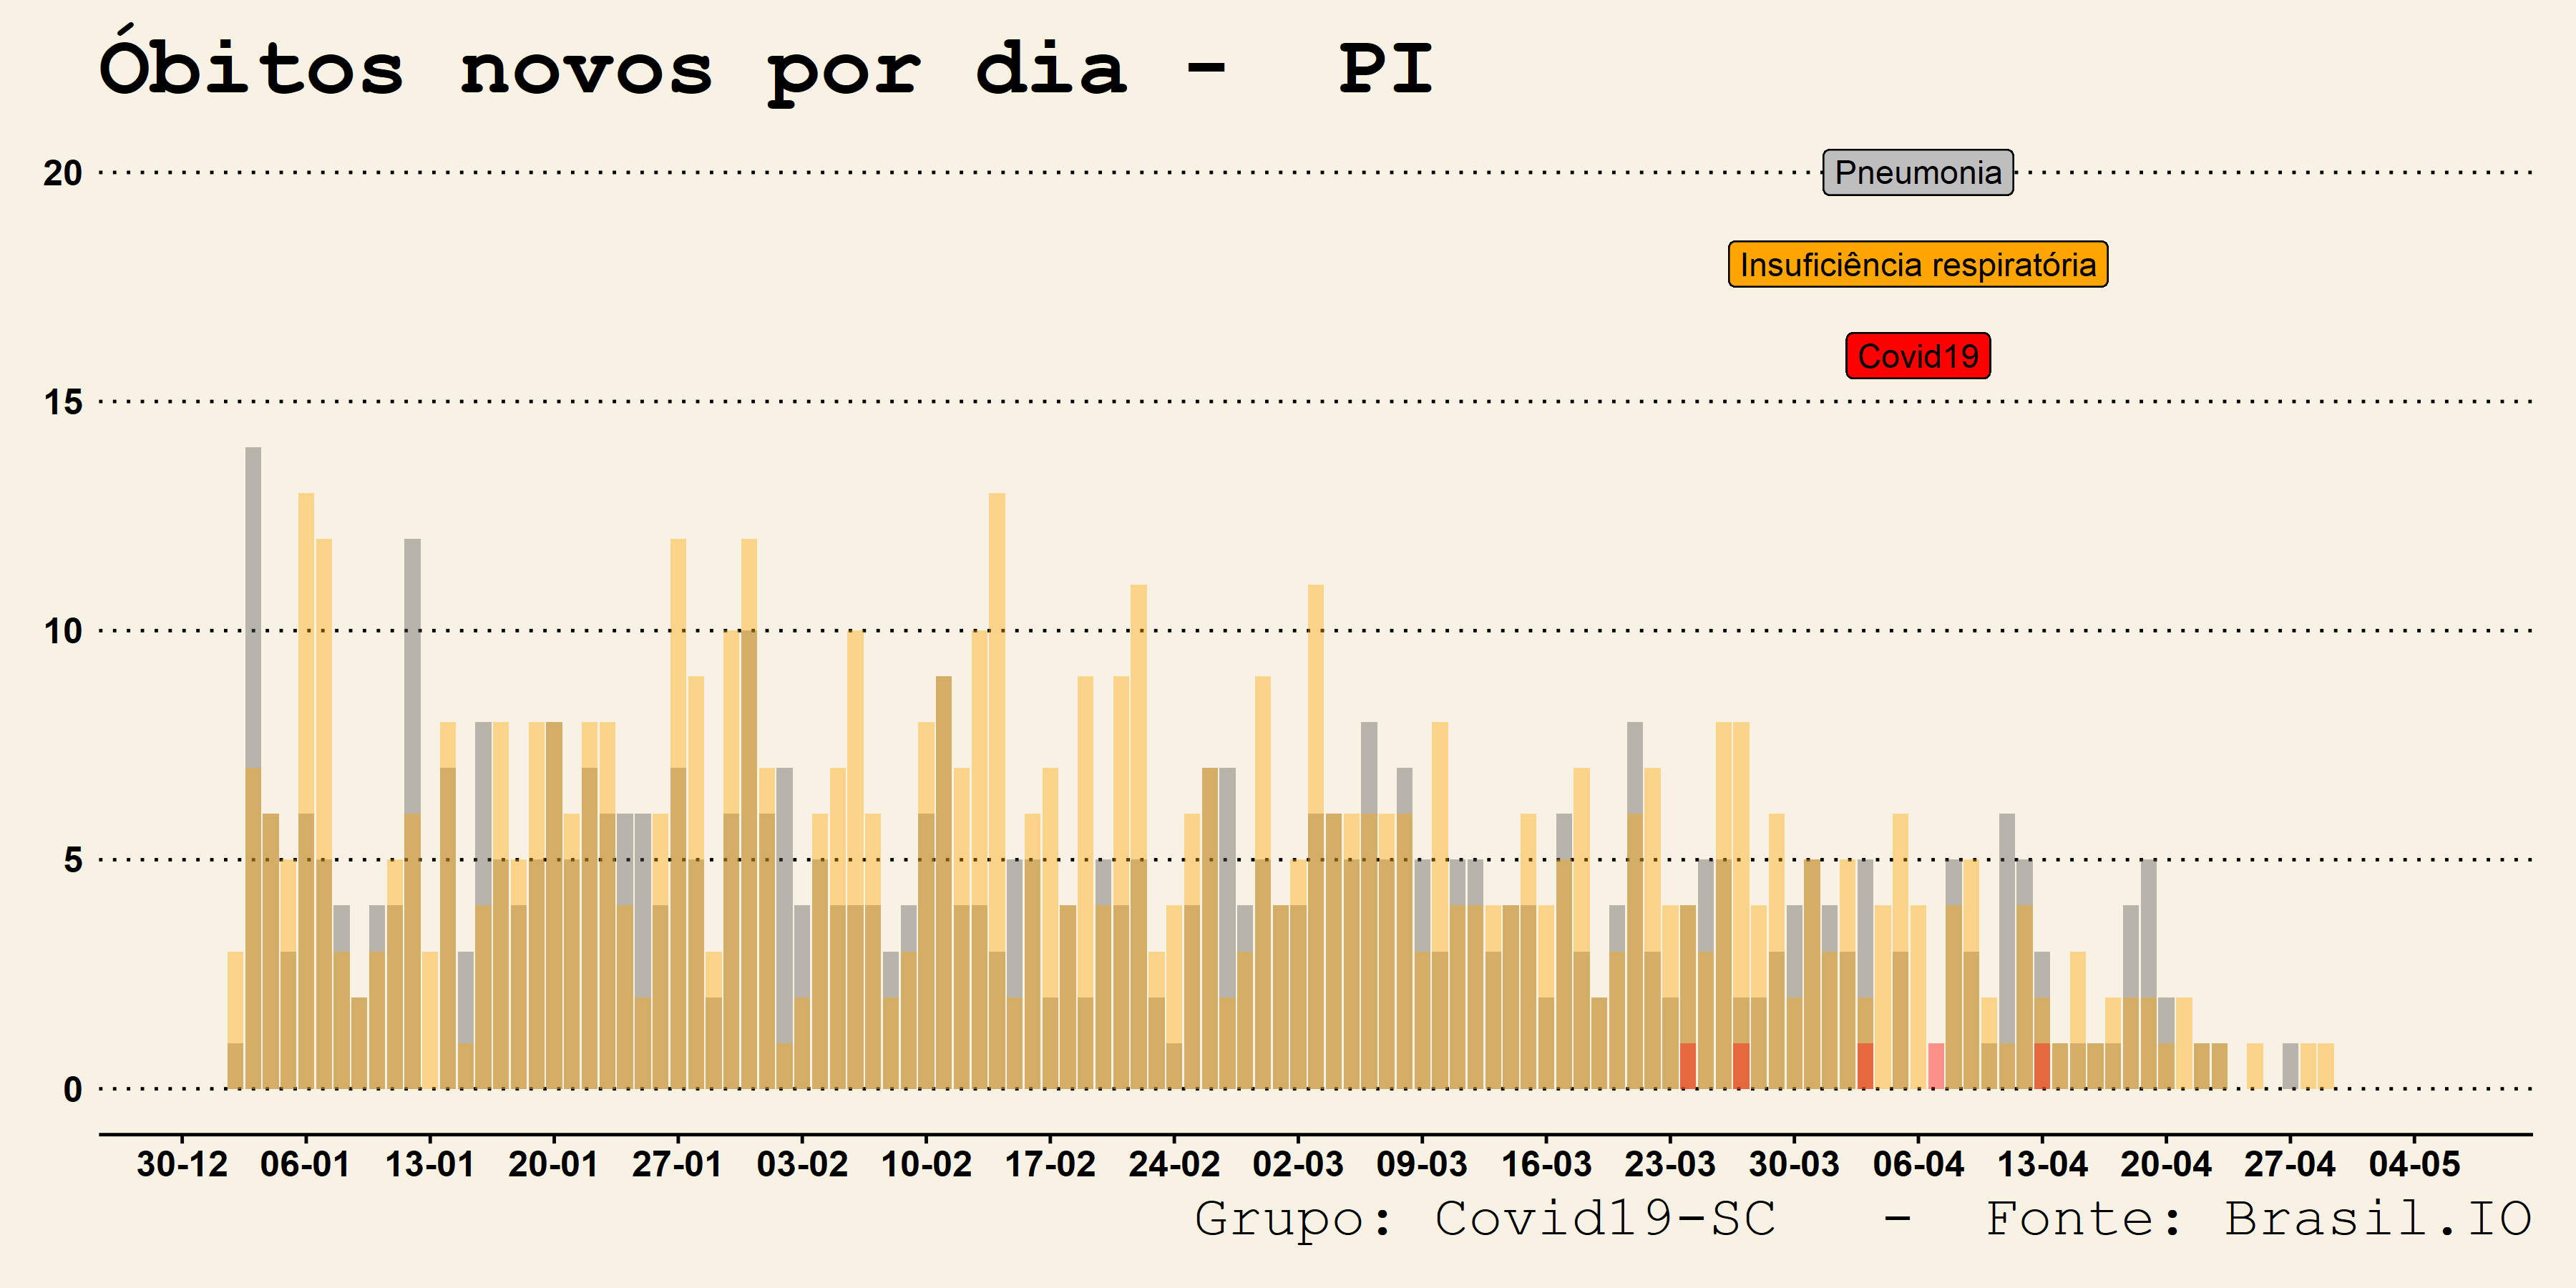 Óbitos novos por dia - PI
20
Pneumonia
Insuficiência respiratória
Covid19
15
10
5
0
30-12 06-01 13-01 20-01 27-01 03-02 10-02 17-02 24-02 02-03 09-03 16-03 23-03 30-03 06-04 13-04 20-04 27-04 04-05
Grupo: Covid19-SC - Fonte: Brasil.IO